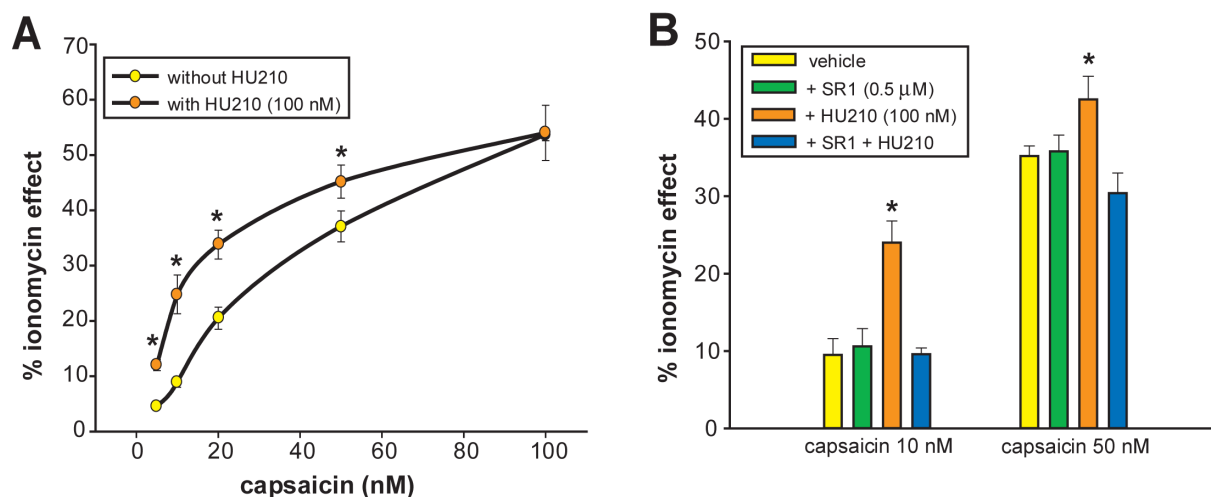 A
70
60
50
40
30
20
10
0
% ionomycin effect
without HU210
with HU210 (100 nM)
*
*
*
*
0 20 40 60 80 100
capsaicin (nM)
B
50
40
30
20
10
0
% ionomycin effect
vehicle
+ SR1 (0.5 μM)
+ HU210 (100 nM)
+ SR1 + HU210
*
*
capsaicin 10 nM capsaicin 50 nM